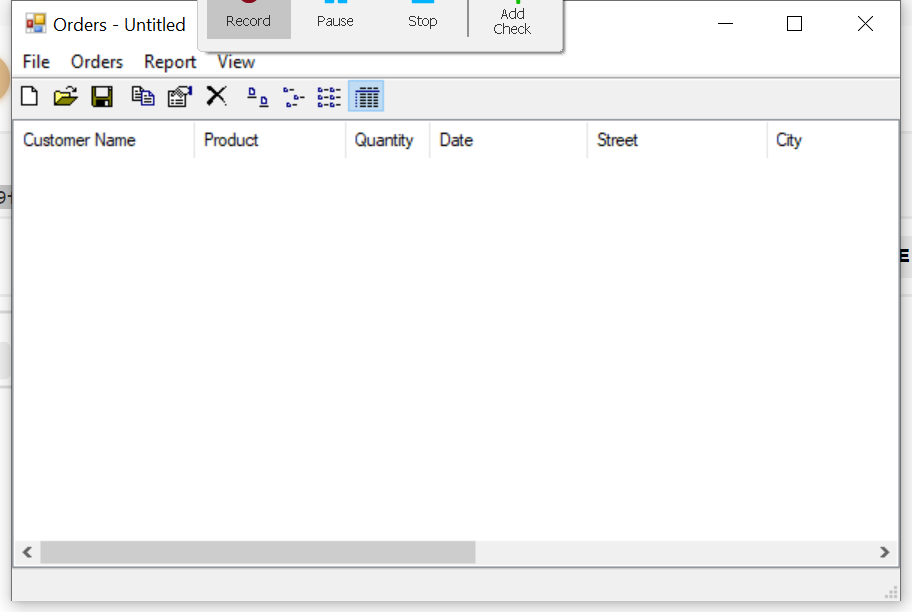 Orders - Untitled
Record Pause Stop Add Check
File Orders Report View
Customer Name Product Quantity Date Street City
E